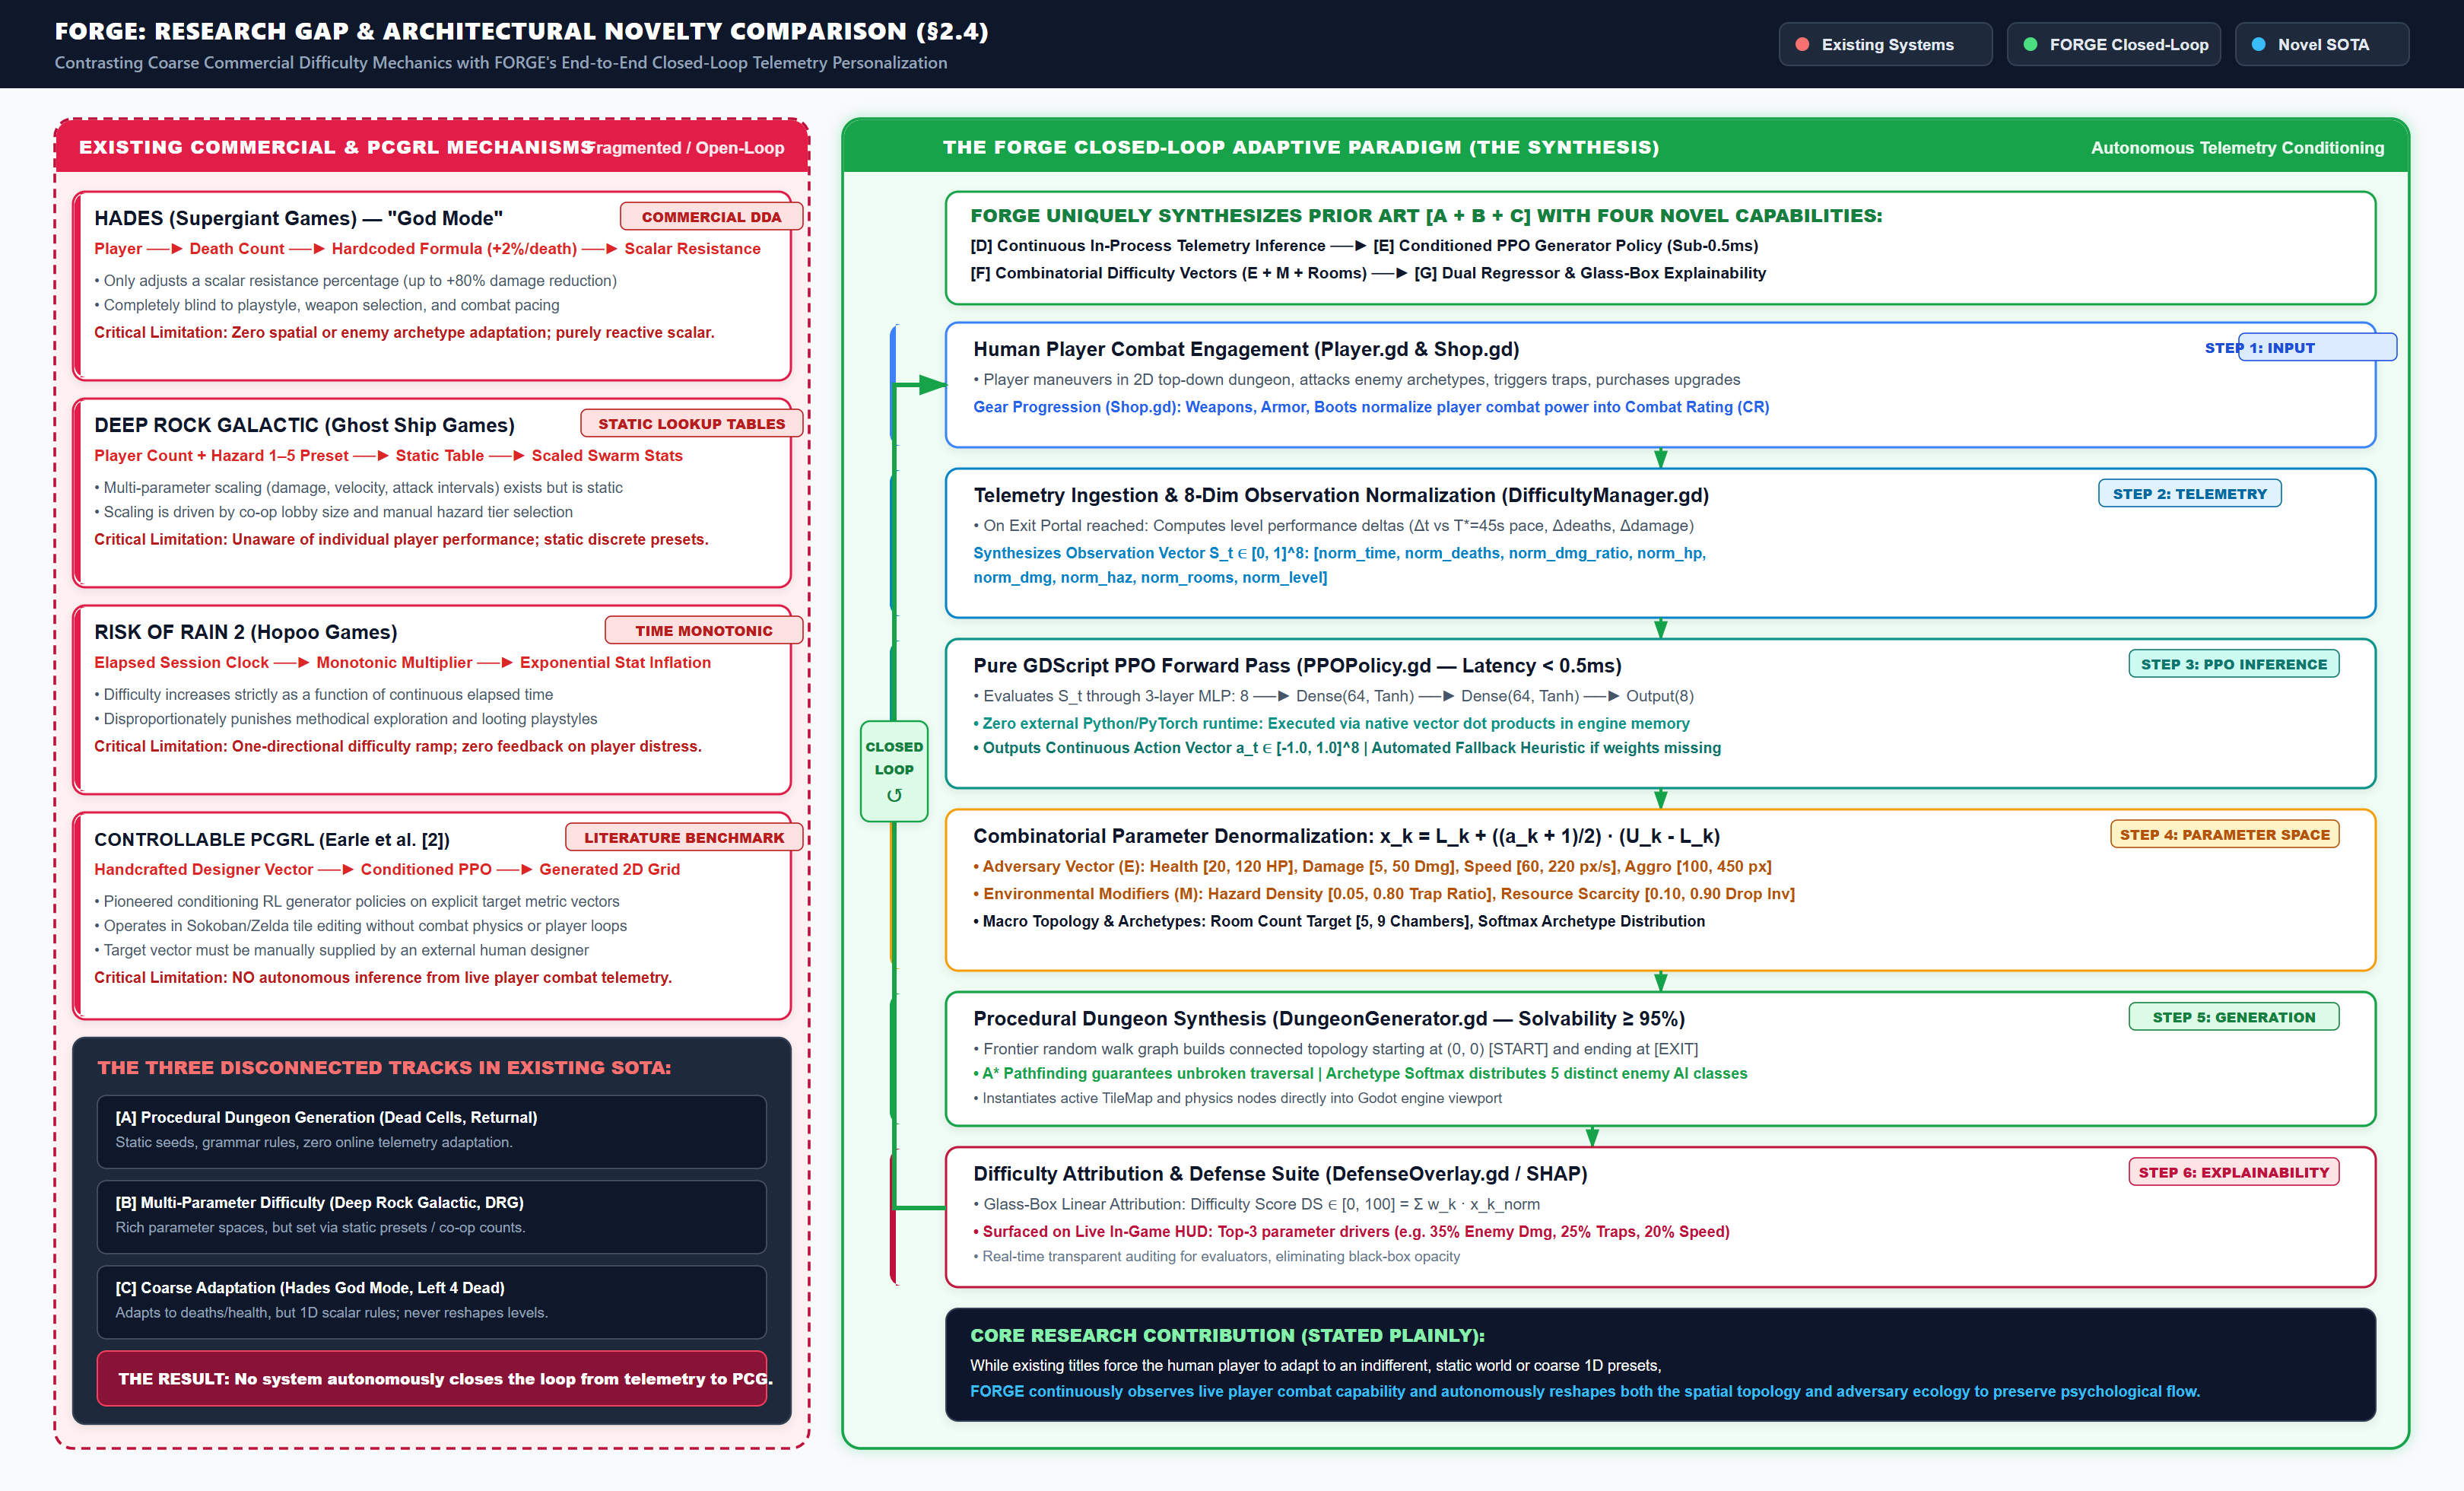 FORGE: RESEARCH GAP & ARCHITECTURAL NOVELTY COMPARISON (§2.4)
Contrasting Coarse Commercial Difficulty Mechanics with FORGE's End-to-End Closed-Loop Telemetry Personalization
Existing Systems
FORGE Closed-Loop
Novel SOTA
EXISTING COMMERCIAL & PCGRL MECHANISMS
Fragmented / Open-Loop
HADES (Supergiant Games) — "God Mode"
COMMERCIAL DDA
Player ──► Death Count ──► Hardcoded Formula (+2%/death) ──► Scalar Resistance
• Only adjusts a scalar resistance percentage (up to +80% damage reduction)
• Completely blind to playstyle, weapon selection, and combat pacing
Critical Limitation: Zero spatial or enemy archetype adaptation; purely reactive scalar.
DEEP ROCK GALACTIC (Ghost Ship Games)
STATIC LOOKUP TABLES
Player Count + Hazard 1–5 Preset ──► Static Table ──► Scaled Swarm Stats
• Multi-parameter scaling (damage, velocity, attack intervals) exists but is static
• Scaling is driven by co-op lobby size and manual hazard tier selection
Critical Limitation: Unaware of individual player performance; static discrete presets.
RISK OF RAIN 2 (Hopoo Games)
TIME MONOTONIC
Elapsed Session Clock ──► Monotonic Multiplier ──► Exponential Stat Inflation
• Difficulty increases strictly as a function of continuous elapsed time
• Disproportionately punishes methodical exploration and looting playstyles
Critical Limitation: One-directional difficulty ramp; zero feedback on player distress.
CONTROLLABLE PCGRL (Earle et al. [2])
LITERATURE BENCHMARK
Handcrafted Designer Vector ──► Conditioned PPO ──► Generated 2D Grid
• Pioneered conditioning RL generator policies on explicit target metric vectors
• Operates in Sokoban/Zelda tile editing without combat physics or player loops
• Target vector must be manually supplied by an external human designer
Critical Limitation: NO autonomous inference from live player combat telemetry.
THE THREE DISCONNECTED TRACKS IN EXISTING SOTA:
[A] Procedural Dungeon Generation (Dead Cells, Returnal)
Static seeds, grammar rules, zero online telemetry adaptation.
[B] Multi-Parameter Difficulty (Deep Rock Galactic, DRG)
Rich parameter spaces, but set via static presets / co-op counts.
[C] Coarse Adaptation (Hades God Mode, Left 4 Dead)
Adapts to deaths/health, but 1D scalar rules; never reshapes levels.
THE RESULT: No system autonomously closes the loop from telemetry to PCG.
THE FORGE CLOSED-LOOP ADAPTIVE PARADIGM (THE SYNTHESIS)
Autonomous Telemetry Conditioning
FORGE UNIQUELY SYNTHESIZES PRIOR ART [A + B + C] WITH FOUR NOVEL CAPABILITIES:
[D] Continuous In-Process Telemetry Inference ──► [E] Conditioned PPO Generator Policy (Sub-0.5ms)
[F] Combinatorial Difficulty Vectors (E + M + Rooms) ──► [G] Dual Regressor & Glass-Box Explainability
CLOSED
LOOP
↺
Human Player Combat Engagement (Player.gd & Shop.gd)
STEP 1: INPUT
• Player maneuvers in 2D top-down dungeon, attacks enemy archetypes, triggers traps, purchases upgrades
Gear Progression (Shop.gd): Weapons, Armor, Boots normalize player combat power into Combat Rating (CR)
Telemetry Ingestion & 8-Dim Observation Normalization (DifficultyManager.gd)
STEP 2: TELEMETRY
• On Exit Portal reached: Computes level performance deltas (Δt vs T*=45s pace, Δdeaths, Δdamage)
Synthesizes Observation Vector S_t ∈ [0, 1]^8: [norm_time, norm_deaths, norm_dmg_ratio, norm_hp,
norm_dmg, norm_haz, norm_rooms, norm_level]
Pure GDScript PPO Forward Pass (PPOPolicy.gd — Latency < 0.5ms)
STEP 3: PPO INFERENCE
• Evaluates S_t through 3-layer MLP: 8 ──► Dense(64, Tanh) ──► Dense(64, Tanh) ──► Output(8)
• Zero external Python/PyTorch runtime: Executed via native vector dot products in engine memory
• Outputs Continuous Action Vector a_t ∈ [-1.0, 1.0]^8 | Automated Fallback Heuristic if weights missing
Combinatorial Parameter Denormalization: x_k = L_k + ((a_k + 1)/2) · (U_k - L_k)
STEP 4: PARAMETER SPACE
• Adversary Vector (E): Health [20, 120 HP], Damage [5, 50 Dmg], Speed [60, 220 px/s], Aggro [100, 450 px]
• Environmental Modifiers (M): Hazard Density [0.05, 0.80 Trap Ratio], Resource Scarcity [0.10, 0.90 Drop Inv]
• Macro Topology & Archetypes: Room Count Target [5, 9 Chambers], Softmax Archetype Distribution
Procedural Dungeon Synthesis (DungeonGenerator.gd — Solvability ≥ 95%)
STEP 5: GENERATION
• Frontier random walk graph builds connected topology starting at (0, 0) [START] and ending at [EXIT]
• A* Pathfinding guarantees unbroken traversal | Archetype Softmax distributes 5 distinct enemy AI classes
• Instantiates active TileMap and physics nodes directly into Godot engine viewport
Difficulty Attribution & Defense Suite (DefenseOverlay.gd / SHAP)
STEP 6: EXPLAINABILITY
• Glass-Box Linear Attribution: Difficulty Score DS ∈ [0, 100] = Σ w_k · x_k_norm
• Surfaced on Live In-Game HUD: Top-3 parameter drivers (e.g. 35% Enemy Dmg, 25% Traps, 20% Speed)
• Real-time transparent auditing for evaluators, eliminating black-box opacity
CORE RESEARCH CONTRIBUTION (STATED PLAINLY):
While existing titles force the human player to adapt to an indifferent, static world or coarse 1D presets,
FORGE continuously observes live player combat capability and autonomously reshapes both the spatial topology and adversary ecology to preserve psychological flow.